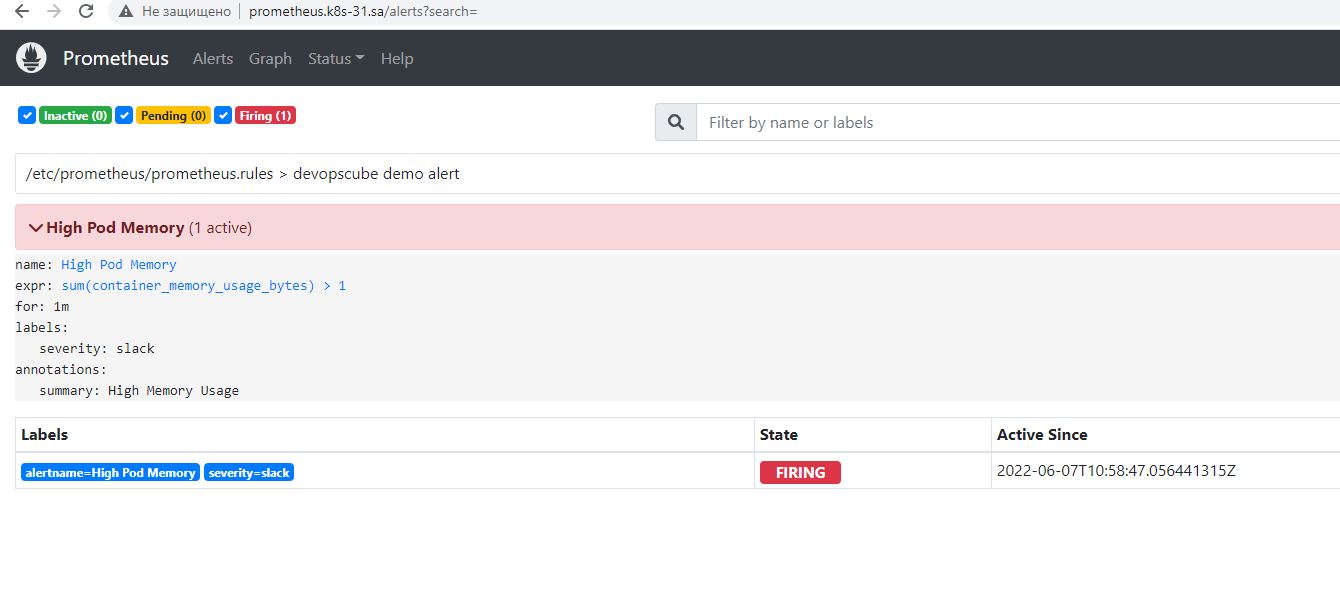 Не защищено prometheus.k8s-31.sa/alerts?search=
Prometheus Alerts Graph Status Help
Inactive (0) Pending (0) Firing (1) Filter by name or labels
/etc/prometheus/prometheus.rules > devopscube demo alert
High Pod Memory (1 active)
name: High Pod Memory
expr: sum(container_memory_usage_bytes) > 1
for: 1m
labels:
severity: slack
annotations:
summary: High Memory Usage
Labels State Active Since
alertname=High Pod Memory severity=slack FIRING 2022-06-07T10:58:47.056441315Z